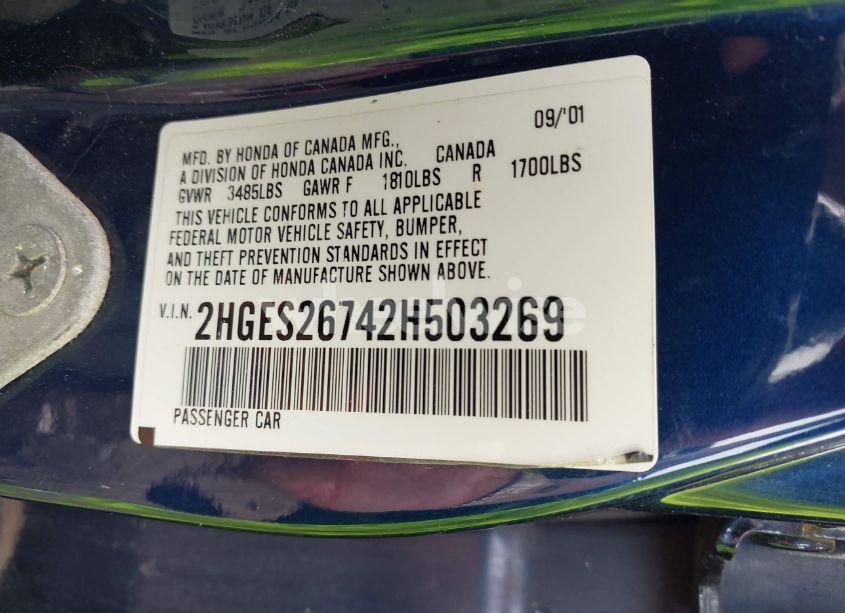 09/'01
MFD. BY HONDA OF CANADA MFG.,
A DIVISION OF HONDA CANADA INC. CANADA
GVWR 3485LBS GAWR F 1810LBS R 1700LBS
THIS VEHICLE CONFORMS TO ALL APPLICABLE
FEDERAL MOTOR VEHICLE SAFETY, BUMPER,
AND THEFT PREVENTION STANDARDS IN EFFECT
ON THE DATE OF MANUFACTURE SHOWN ABOVE.
V.I.N. 2HGES26742H503269
PASSENGER CAR